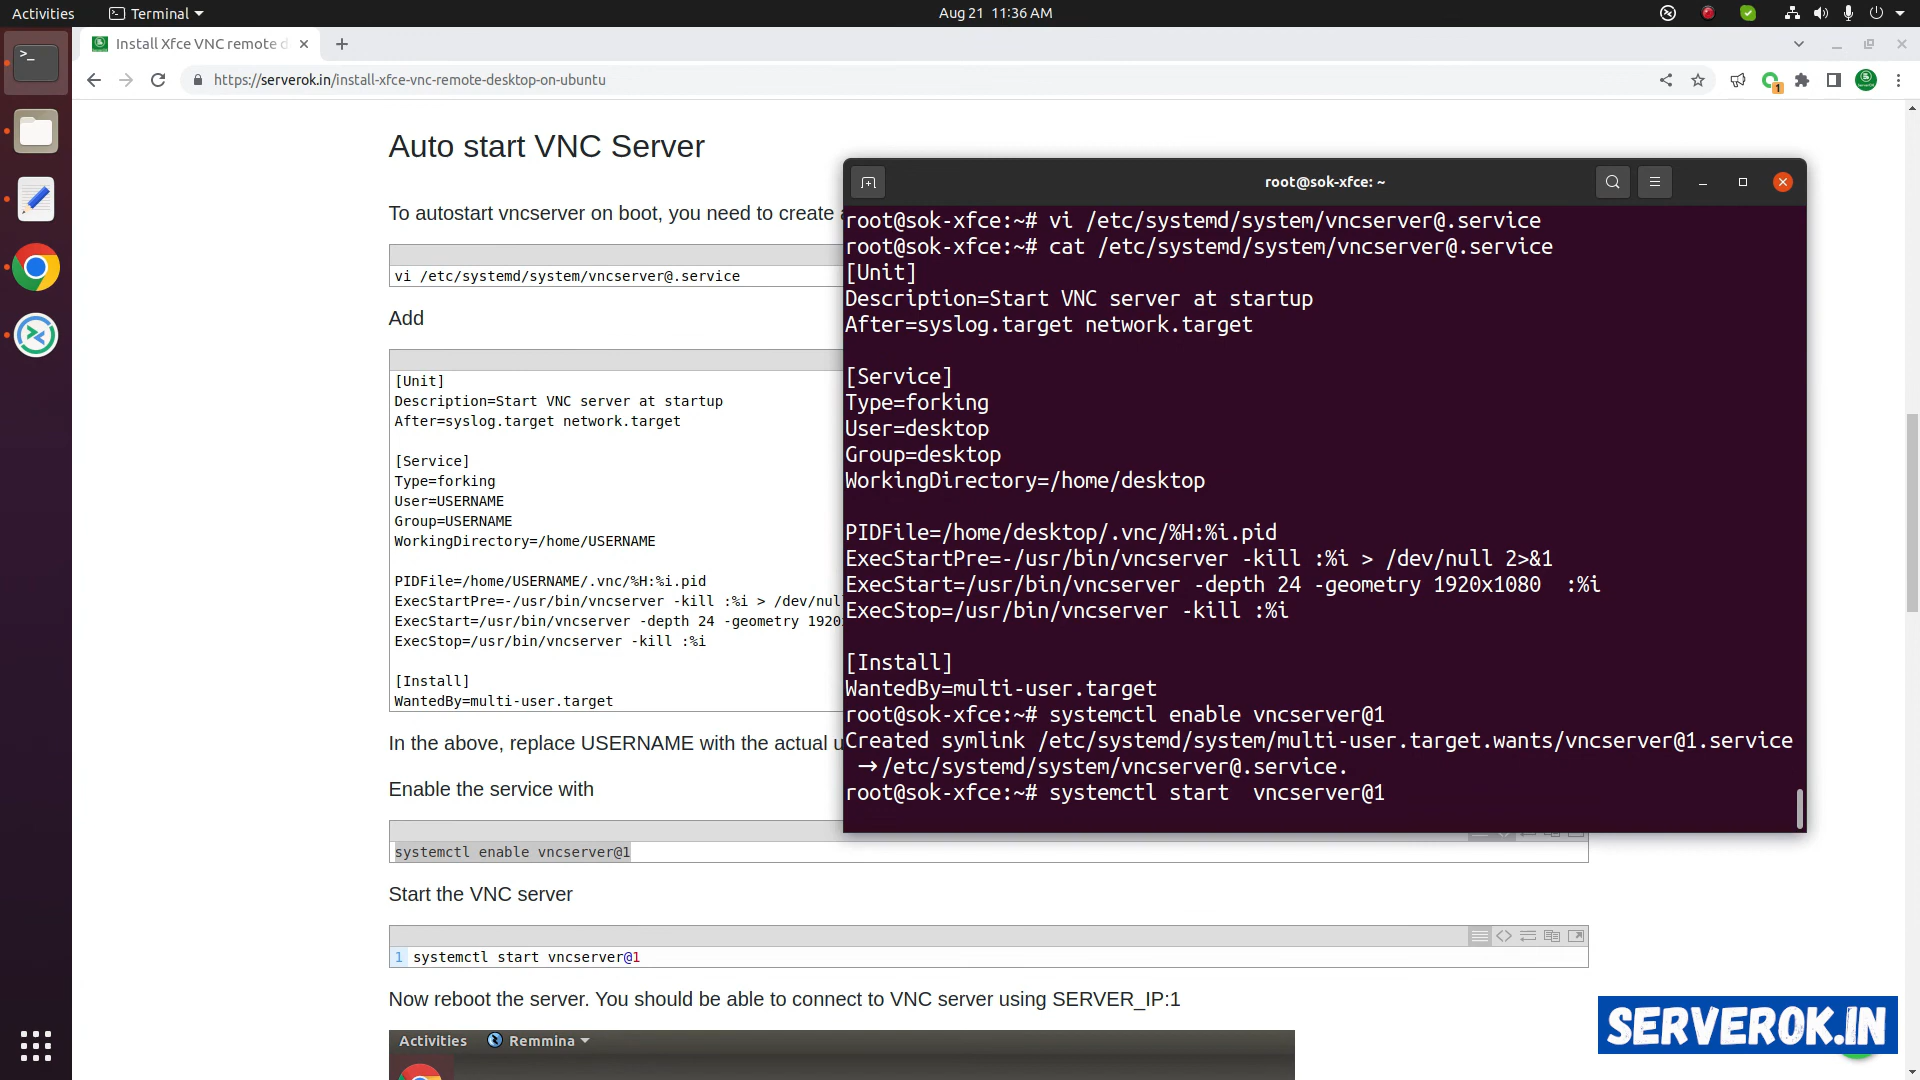 Activities
Terminal
Aug 21 11:36 AM
Install Xfce VNC remote d
https://serverok.in/install-xfce-vnc-remote-desktop-on-ubuntu
1
Auto start VNC Server
To autostart vncserver on boot, you need to create
vi /etc/systemd/system/vncserver@.service
Add
[Unit]
Description=Start VNC server at startup
After=syslog.target network.target
[Service]
Type=forking
User=USERNAME
Group=USERNAME
WorkingDirectory=/home/USERNAME
PIDFile=/home/USERNAME/.vnc/%H:%i.pid
ExecStartPre=-/usr/bin/vncserver -kill :%i > /dev/nul
ExecStart=/usr/bin/vncserver -depth 24 -geometry 1920
ExecStop=/usr/bin/vncserver -kill :%i
[Install]
WantedBy=multi-user.target
In the above, replace USERNAME with the actual u
Enable the service with
systemctl enable vncserver@1
Start the VNC server
1 systemctl start vncserver@1
Now reboot the server. You should be able to connect to VNC server using SERVER_IP:1
Activities
Remmina
root@sok-xfce: ~
root@sok-xfce:~# vi /etc/systemd/system/vncserver@.service
root@sok-xfce:~# cat /etc/systemd/system/vncserver@.service
[Unit]
Description=Start VNC server at startup
After=syslog.target network.target
[Service]
Type=forking
User=desktop
Group=desktop
WorkingDirectory=/home/desktop
PIDFile=/home/desktop/.vnc/%H:%i.pid
ExecStartPre=-/usr/bin/vncserver -kill :%i > /dev/null 2>&1
ExecStart=/usr/bin/vncserver -depth 24 -geometry 1920x1080  :%i
ExecStop=/usr/bin/vncserver -kill :%i
[Install]
WantedBy=multi-user.target
root@sok-xfce:~# systemctl enable vncserver@1
Created symlink /etc/systemd/system/multi-user.target.wants/vncserver@1.service
→ /etc/systemd/system/vncserver@.service.
root@sok-xfce:~# systemctl start  vncserver@1
SERVEROK.IN